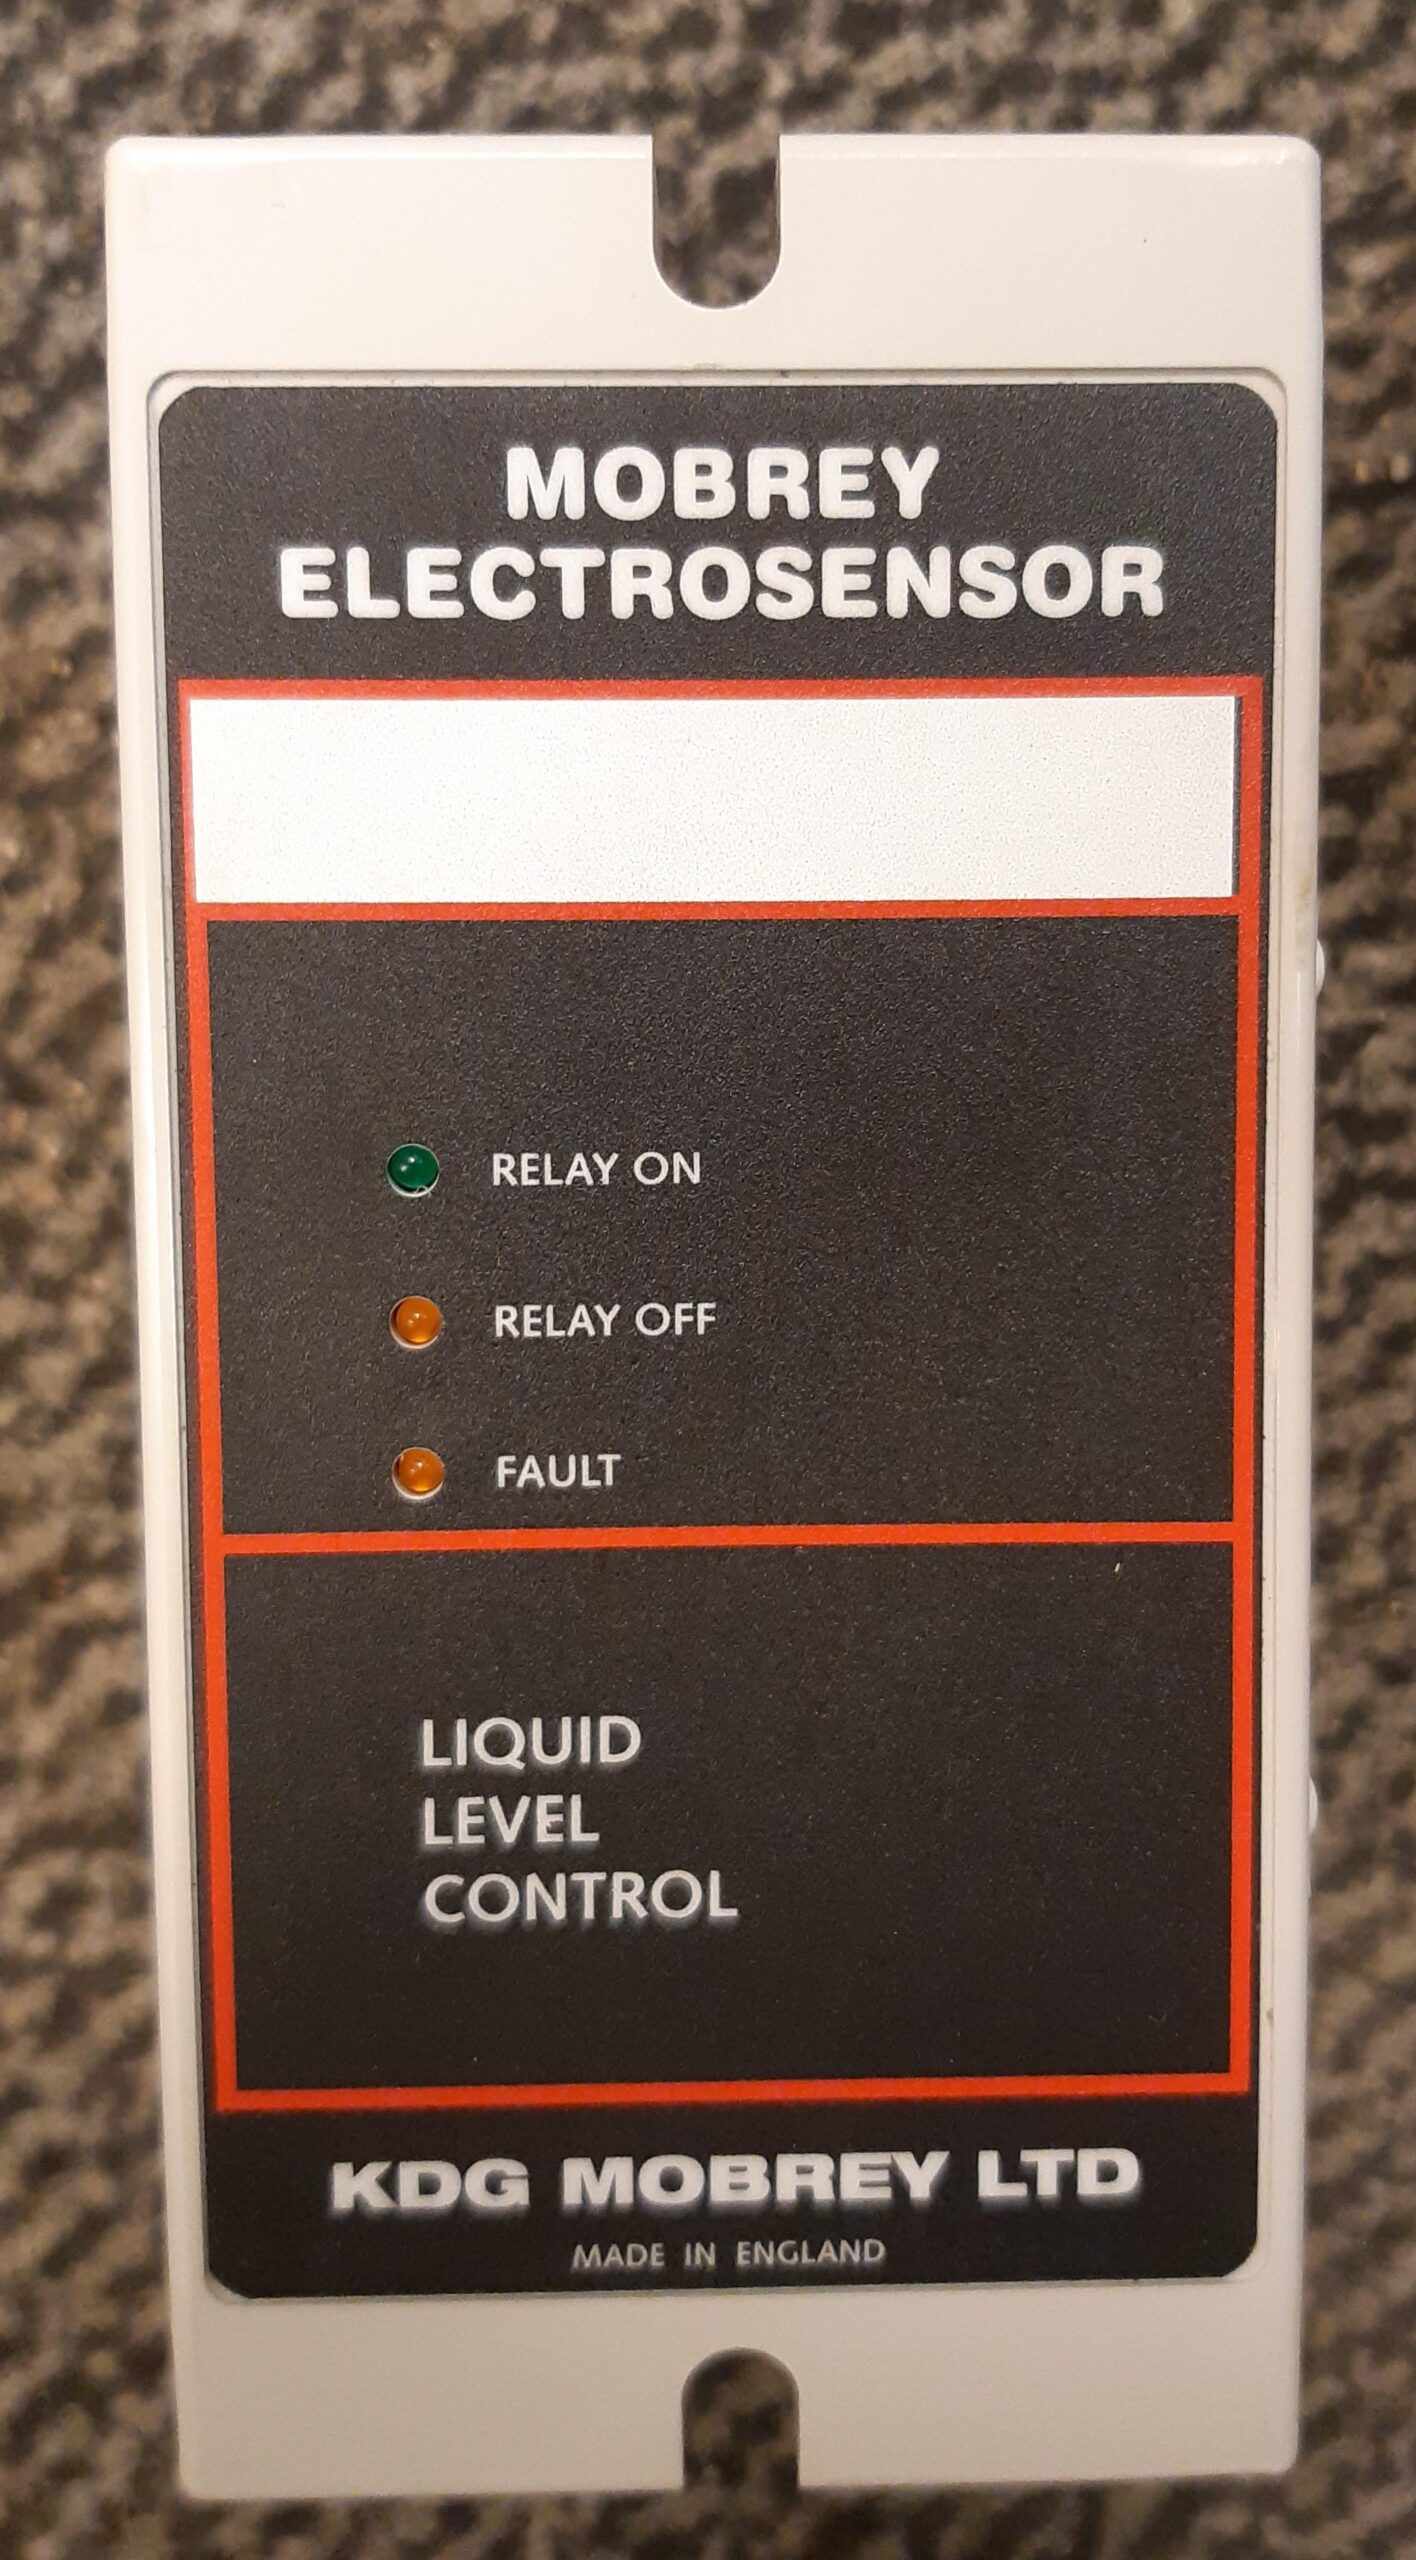 MOBREY
ELECTROSENSOR
RELAY ON
RELAY OFF
FAULT
LIQUID
LEVEL
CONTROL
KDG MOBREY LTD
MADE IN ENGLAND